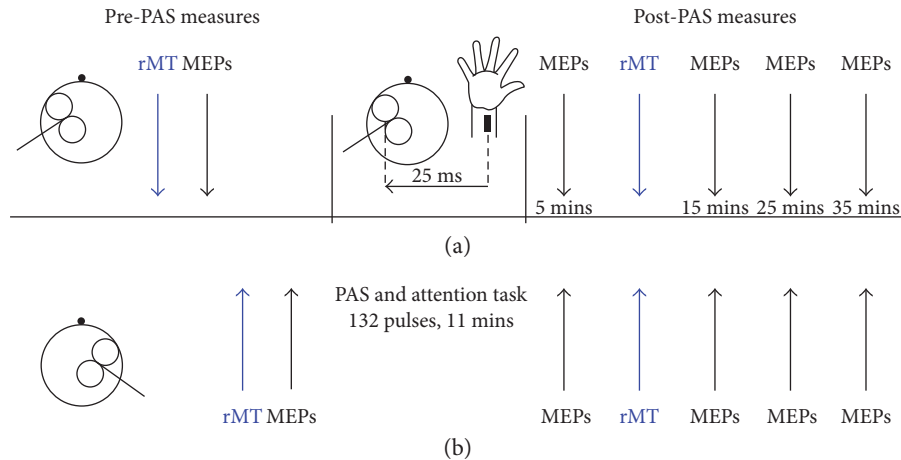 Pre-PAS measures
Post-PAS measures
rMT MEPs
MEPs rMT MEPs MEPs MEPs
25 ms
5 mins 15 mins 25 mins 35 mins
(a)
PAS and attention task
132 pulses, 11 mins
rMT MEPs
MEPs rMT MEPs MEPs MEPs
(b)